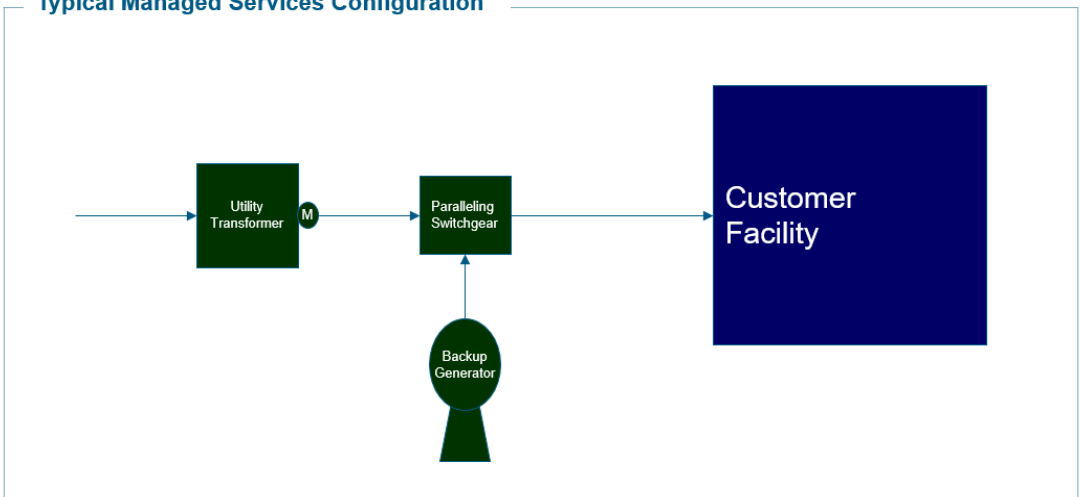 Typical Managed Services Configuration
Utility
Transformer
M
Paralleling
Switchgear
Customer
Facility
Backup
Generator